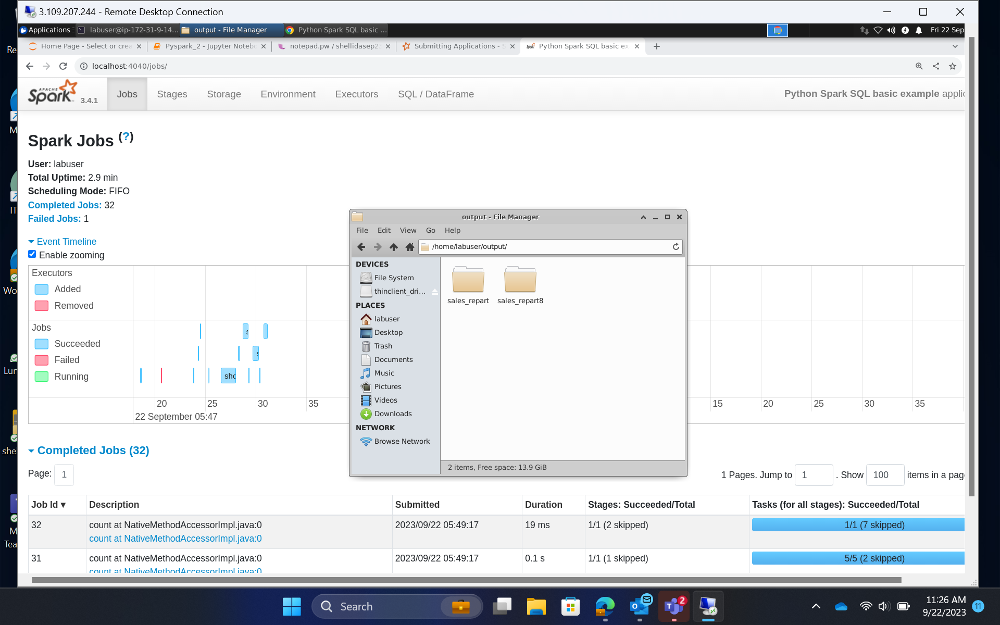 3.109.207.244 - Remote Desktop Connection
Applications
labuser@ip-172-31-9-14...
output - File Manager
Python Spark SQL basic ...
Fri 22 Sep
Home Page - Select or crea
Pyspark_2 - Jupyter Notebo
notepad.pw / shellidasep23
Submitting Applications - S
Python Spark SQL basic ex
localhost:4040/jobs/
APACHE Spark 3.4.1
Jobs
Stages
Storage
Environment
Executors
SQL / DataFrame
Python Spark SQL basic example applic
Spark Jobs (?)
User: labuser
Total Uptime: 2.9 min
Scheduling Mode: FIFO
Completed Jobs: 32
Failed Jobs: 1
Event Timeline
Enable zooming
Executors
Added
Removed
Jobs
Succeeded
Failed
Running
s
s
sho
20
25
30
35
15
20
25
30
35
22 September 05:47
output - File Manager
File
Edit
View
Go
Help
/home/labuser/output/
DEVICES
File System
thinclient_dri...
PLACES
labuser
Desktop
Trash
Documents
Music
Pictures
Videos
Downloads
NETWORK
Browse Network
sales_repart
sales_repart8
2 items, Free space: 13.9 GiB
Completed Jobs (32)
Page: 1
1 Pages. Jump to 1 . Show 100 items in a page
Job Id ▾
Description
Submitted
Duration
Stages: Succeeded/Total
Tasks (for all stages): Succeeded/Total
32
count at NativeMethodAccessorImpl.java:0
count at NativeMethodAccessorImpl.java:0
2023/09/22 05:49:17
19 ms
1/1 (2 skipped)
1/1 (7 skipped)
31
count at NativeMethodAccessorImpl.java:0
count at NativeMethodAccessorImpl.java:0
2023/09/22 05:49:17
0.1 s
1/1 (1 skipped)
5/5 (2 skipped)
Re
M
IT
Wo
Lun
shel
M
Tea
Search
2
11:26 AM
9/22/2023
11